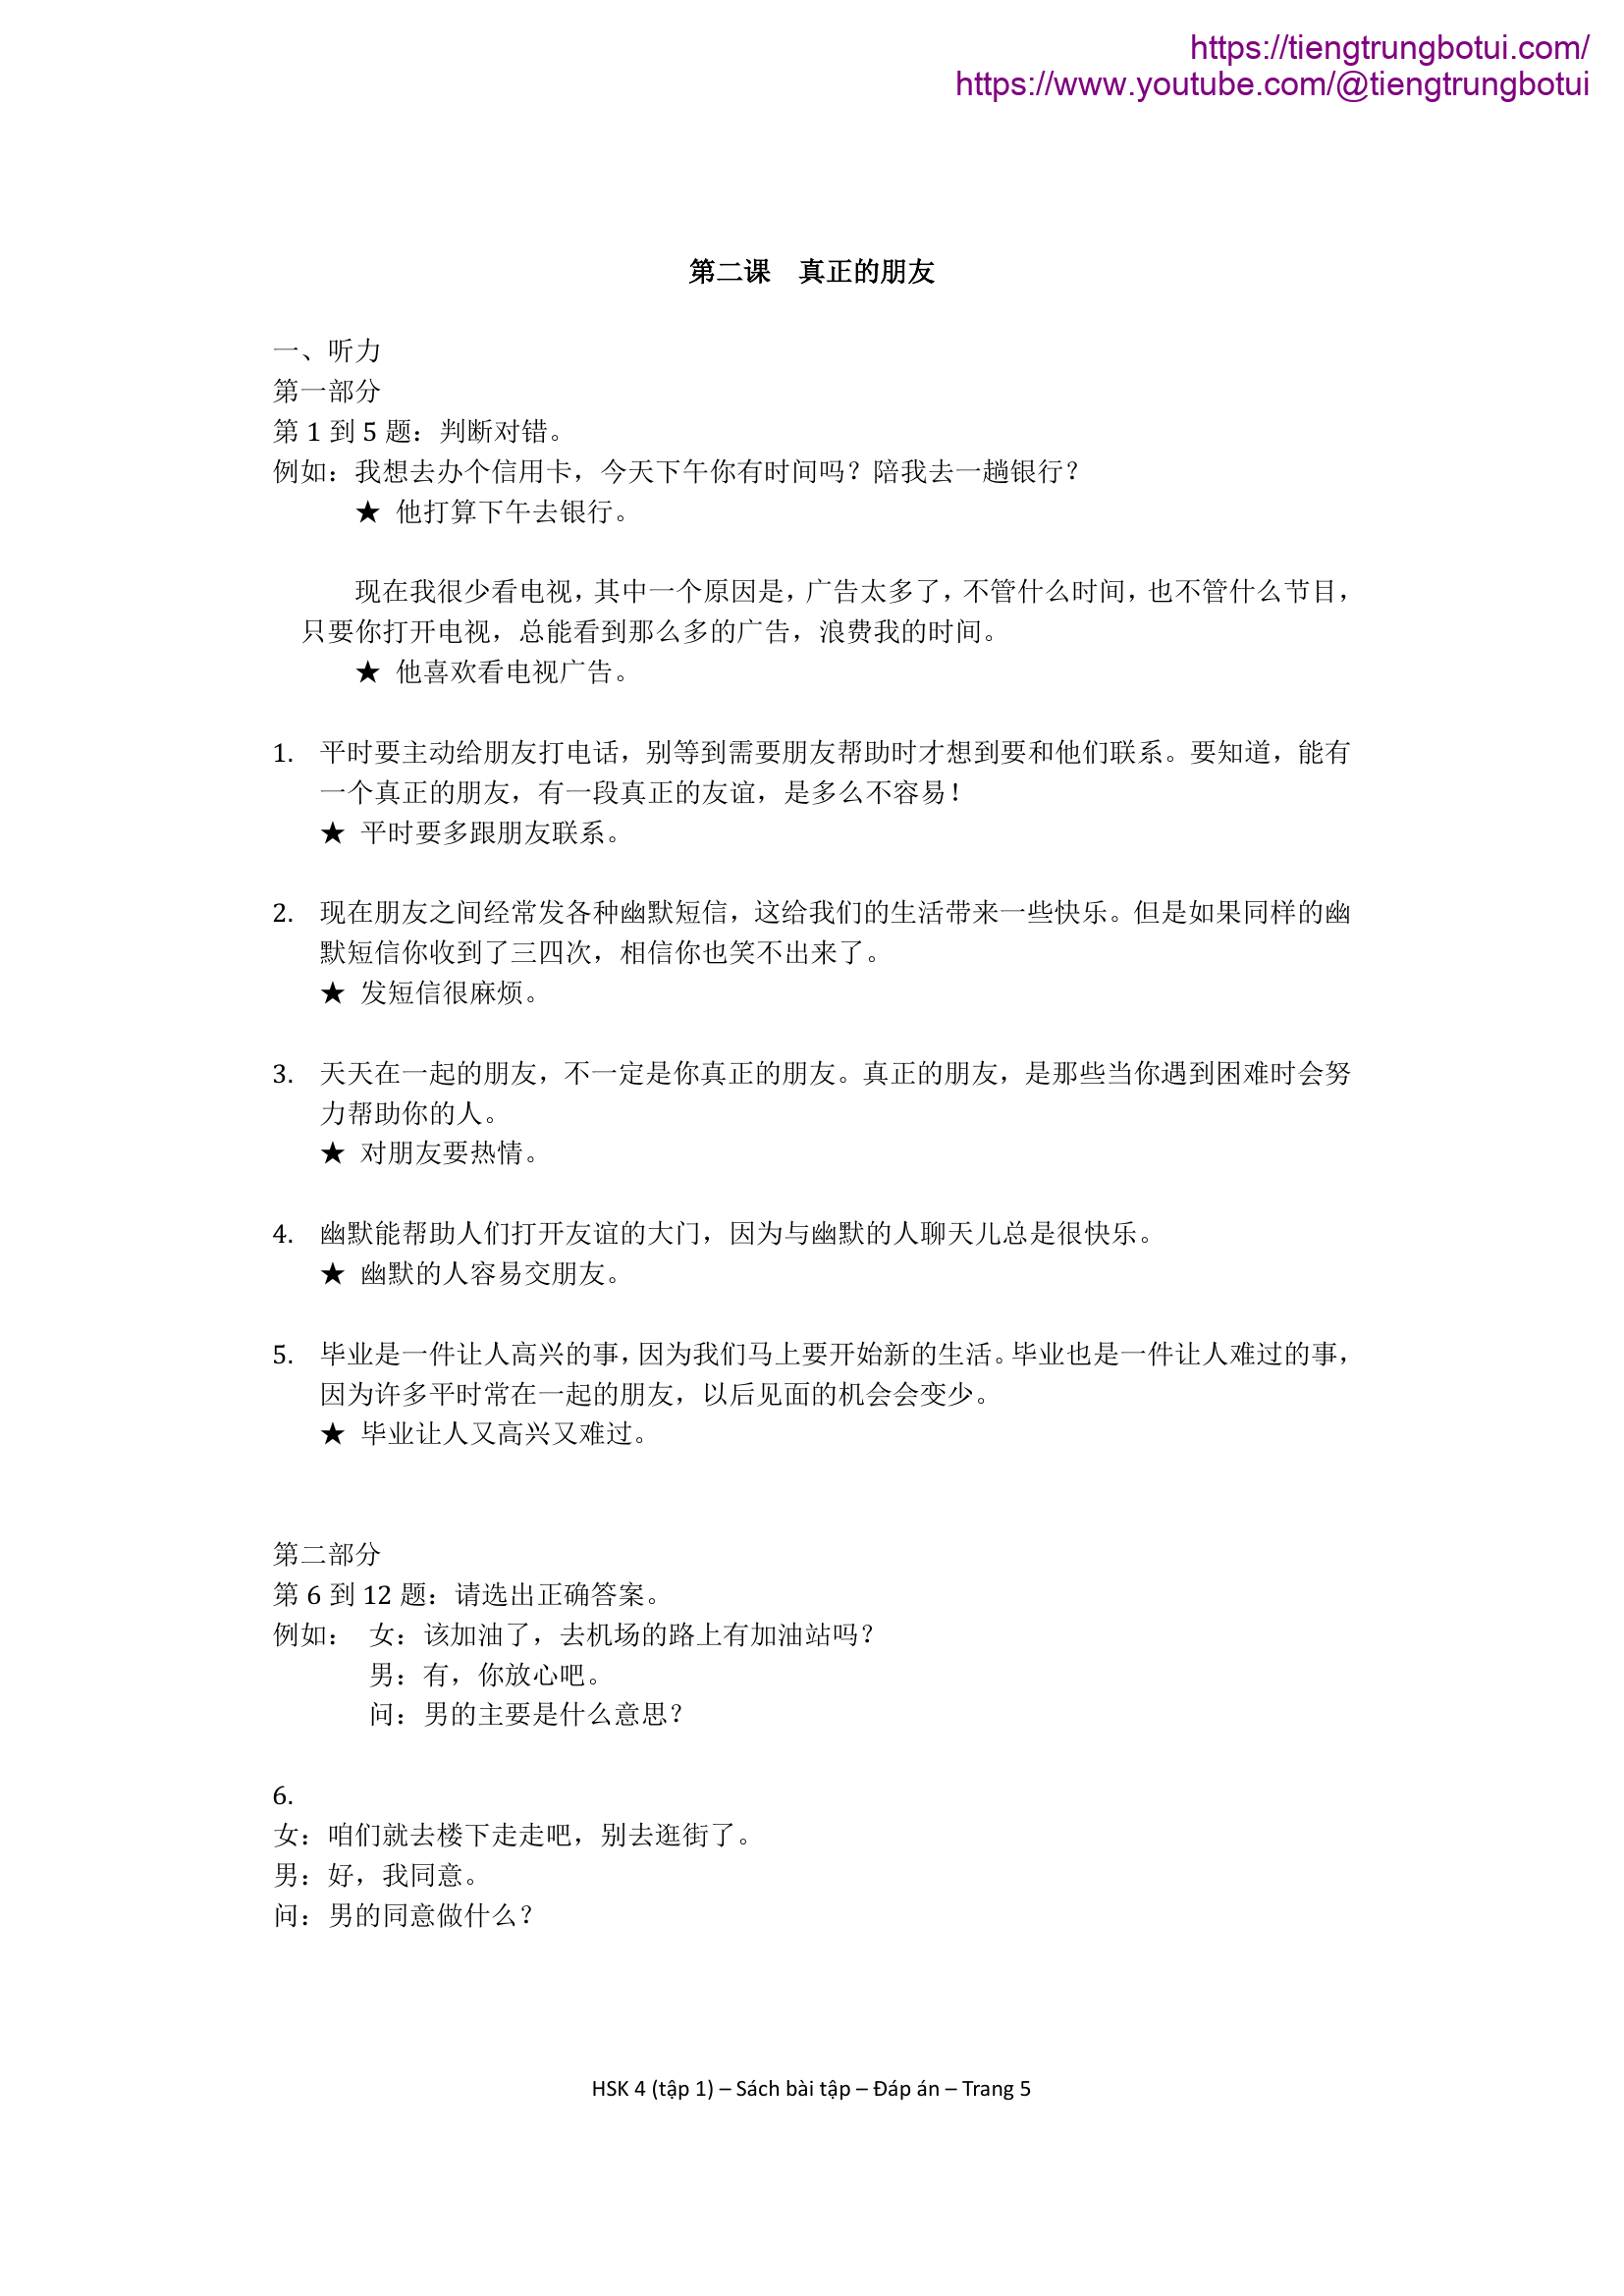 https://tiengtrungbotui.com/
https://www.youtube.com/@tiengtrungbotui
第二课 真正的朋友
一、听力
第一部分
第 1 到 5 题：判断对错。
例如：我想去办个信用卡，今天下午你有时间吗？陪我去一趟银行？
★ 他打算下午去银行。
现在我很少看电视，其中一个原因是，广告太多了，不管什么时间，也不管什么节目，
只要你打开电视，总能看到那么多的广告，浪费我的时间。
★ 他喜欢看电视广告。
1. 平时要主动给朋友打电话，别等到需要朋友帮助时才想到要和他们联系。要知道，能有
一个真正的朋友，有一段真正的友谊，是多么不容易！
★ 平时要多跟朋友联系。
2. 现在朋友之间经常发各种幽默短信，这给我们的生活带来一些快乐。但是如果同样的幽
默短信你收到了三四次，相信你也笑不出来了。
★ 发短信很麻烦。
3. 天天在一起的朋友，不一定是你真正的朋友。真正的朋友，是那些当你遇到困难时会努
力帮助你的人。
★ 对朋友要热情。
4. 幽默能帮助人们打开友谊的大门，因为与幽默的人聊天儿总是很快乐。
★ 幽默的人容易交朋友。
5. 毕业是一件让人高兴的事，因为我们马上要开始新的生活。毕业也是一件让人难过的事，
因为许多平时常在一起的朋友，以后见面的机会会变少。
★ 毕业让人又高兴又难过。
第二部分
第 6 到 12 题：请选出正确答案。
例如： 女：该加油了，去机场的路上有加油站吗？
男：有，你放心吧。
问：男的主要是什么意思？
6.
女：咱们就去楼下走走吧，别去逛街了。
男：好，我同意。
问：男的同意做什么？
HSK 4 (tập 1) – Sách bài tập – Đáp án – Trang 5